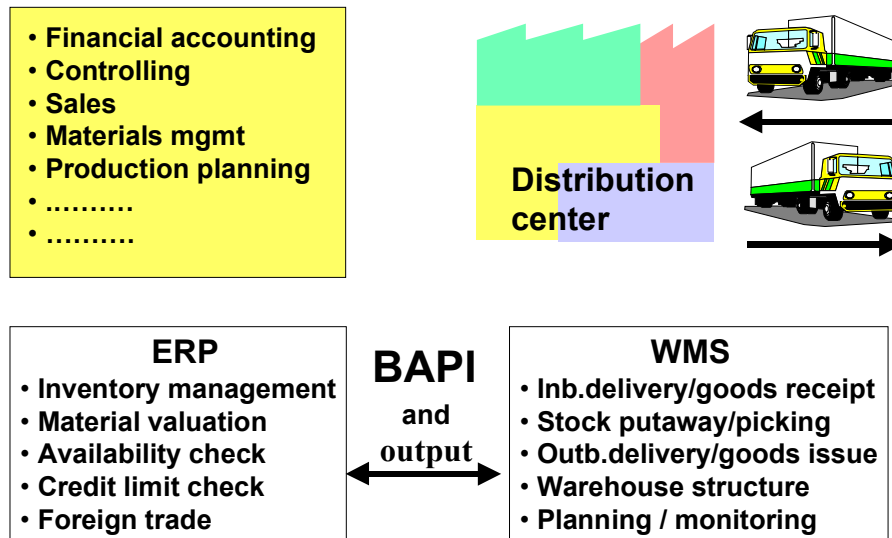 • Financial accounting
• Controlling
• Sales
• Materials mgmt
• Production planning
• ..........
• ..........
Distribution
center
ERP
• Inventory management
• Material valuation
• Availability check
• Credit limit check
• Foreign trade
BAPI
and
output
WMS
• Inb.delivery/goods receipt
• Stock putaway/picking
• Outb.delivery/goods issue
• Warehouse structure
• Planning / monitoring